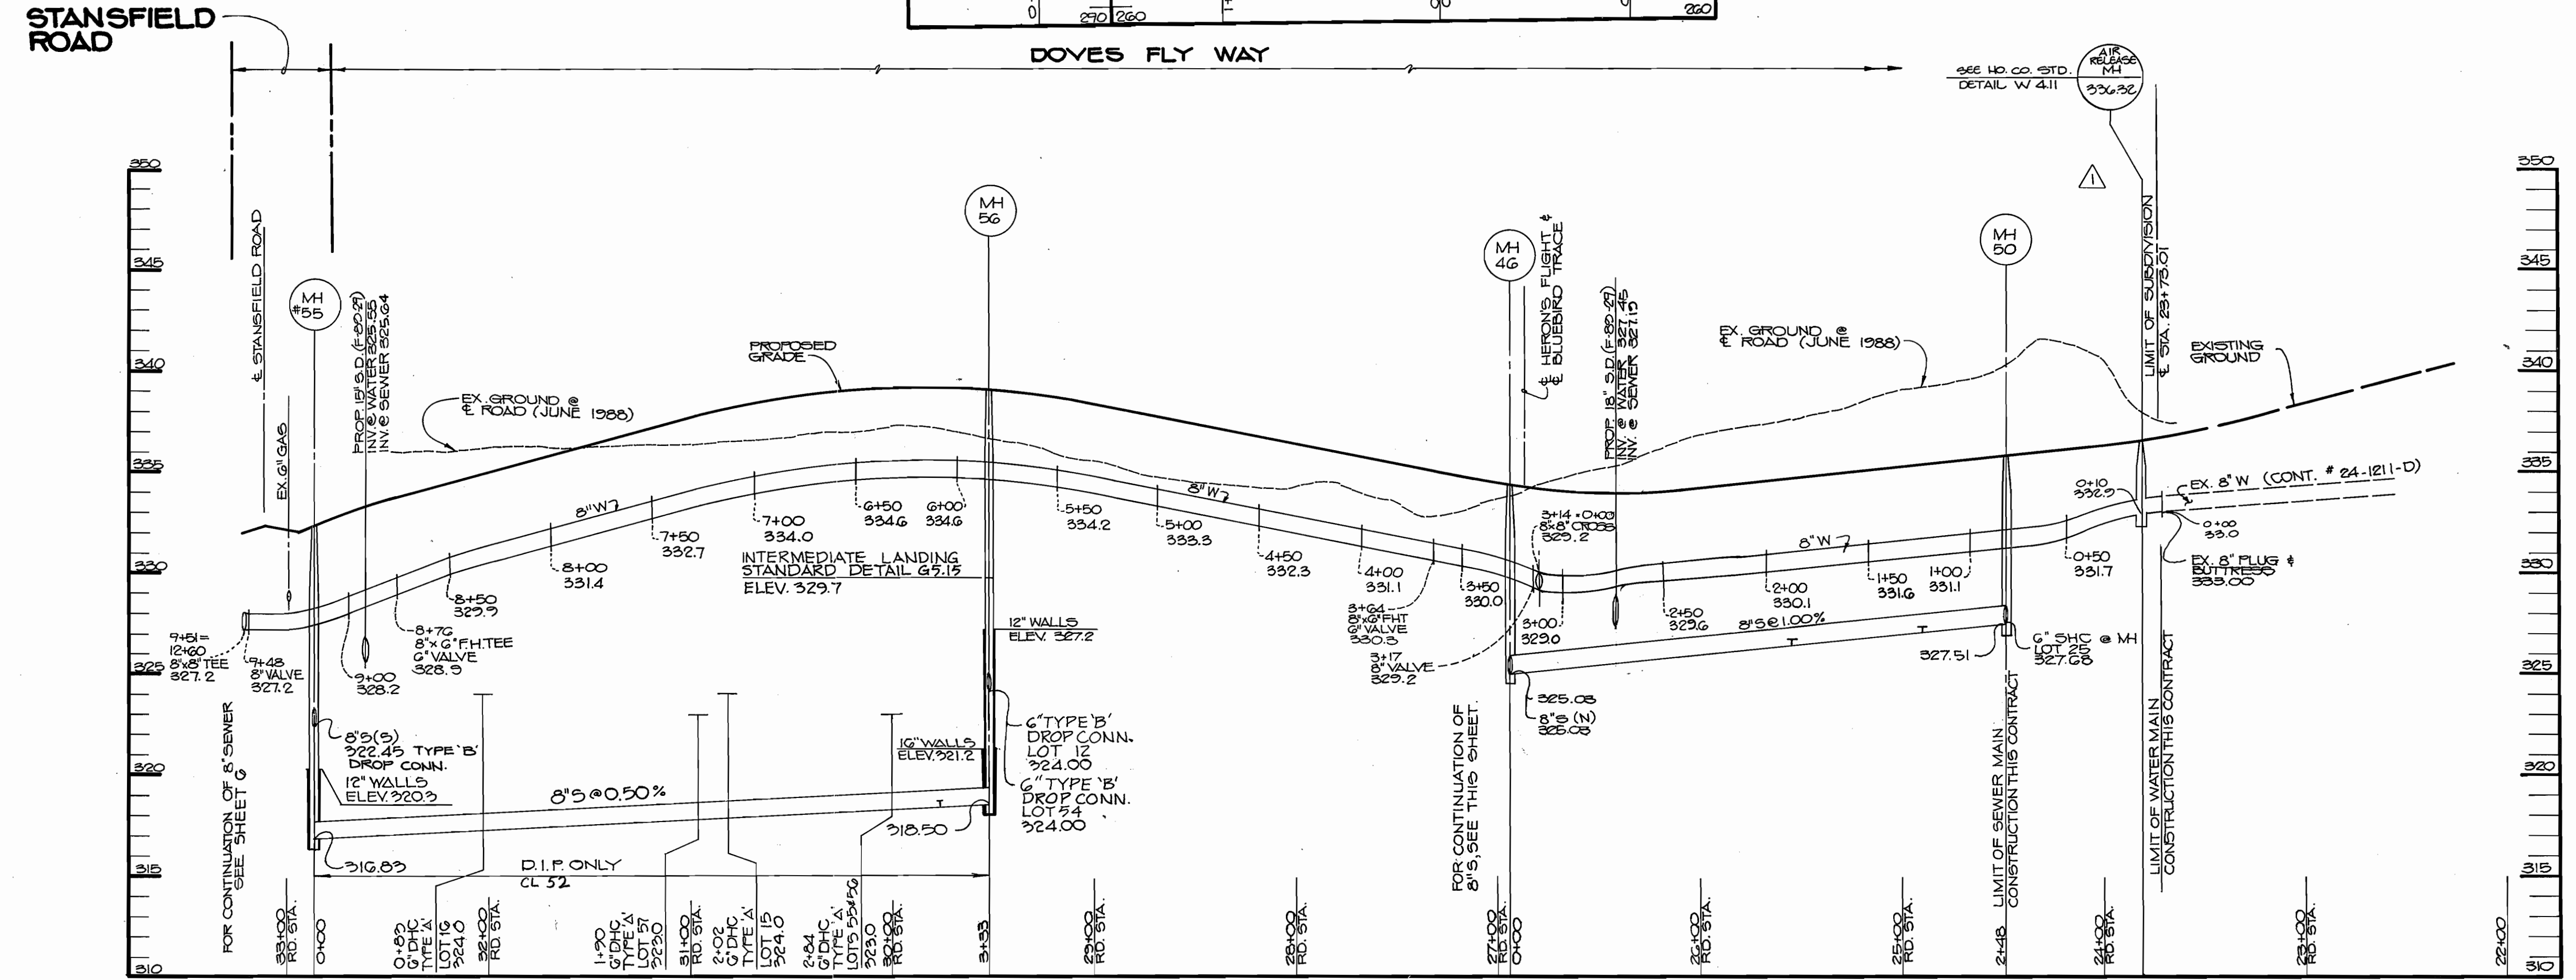 STANSFIELD
ROAD
290 260
260
DOVES FLY WAY
SEE HO. CO. STD.
DETAIL W 4.11
AIR
RELEASE
MH
336.32
350
345
340
335
330
325
320
315
310
350
345
340
335
330
325
320
315
310
1
℄ STANSFIELD ROAD
EX. 6" GAS
MH
#55
PROP. 15" S.D. (F-89-29)
INV. @ WATER 325.55
INV. @ SEWER 325.64
EX. GROUND @
℄ ROAD (JUNE 1988)
PROPOSED
GRADE
MH
56
MH
46
℄ HERON'S FLIGHT &
℄ BLUEBIRD TRACE
PROP. 18" S.D. (F-89-29)
INV. @ WATER 327.45
INV. @ SEWER 327.19
EX. GROUND @
℄ ROAD (JUNE 1988)
MH
50
LIMIT OF SUBDIVISION
℄ STA. 23+73.01
EXISTING
GROUND
EX. 8" W (CONT. # 24-1211-D)
9+51=
12+60
8"x8" TEE
327.2
9+48
8" VALVE
327.2
9+00
328.2
8+76
8"x6" F.H. TEE
6" VALVE
328.9
8+50
329.9
8+00
331.4
8"W
7+50
332.7
7+00
334.0
6+50
334.6
6+00
334.6
5+50
334.2
5+00
333.3
8"W
4+50
332.3
4+00
331.1
3+64
8"x6" FHT
6" VALVE
330.3
3+50
330.0
3+17
8" VALVE
329.2
3+14=0+00
8"x8" CROSS
329.2
3+00
329.0
2+50
329.6
2+00
330.1
8"W
1+50
331.6
1+00
331.1
0+50
331.7
0+10
332.9
0+00
33.0
EX. 8" PLUG &
BUTTRESS
333.00
INTERMEDIATE LANDING
STANDARD DETAIL G5.15
ELEV. 329.7
12" WALLS
ELEV. 327.2
16" WALLS
ELEV. 321.2
6" TYPE 'B'
DROP CONN.
LOT 12
324.00
6" TYPE 'B'
DROP CONN.
LOT 54
324.00
8"S(S)
322.45 TYPE 'B'
DROP CONN.
12" WALLS
ELEV. 320.3
8"S@0.50%
T
318.50
316.83
D.I.P. ONLY
CL 52
8"S@1.00%
T
T
327.51
6" SHC @ MH
LOT 25
327.68
325.03
8"S (N)
325.03
FOR CONTINUATION OF 8" SEWER
SEE SHEET 6
FOR CONTINUATION OF
8"S, SEE THIS SHEET.
LIMIT OF SEWER MAIN
CONSTRUCTION THIS CONTRACT
LIMIT OF WATER MAIN
CONSTRUCTION THIS CONTRACT
33+00
RD. STA.
0+00
0+83
6"DHC
TYPE 'A'
LOT 16
324.0
32+00
RD. STA.
1+90
6"DHC
TYPE 'A'
LOT 57
323.0
31+00
RD. STA.
2+02
6"DHC
TYPE 'A'
LOT 15
324.0
2+84
6"DHC
TYPE 'A'
LOTS 55&56
323.0
30+00
RD. STA.
3+33
29+00
RD. STA.
28+00
RD. STA.
27+00
RD. STA.
0+00
26+00
RD. STA.
25+00
RD. STA.
2+48
24+00
RD. STA.
23+00
RD. STA.
22+00